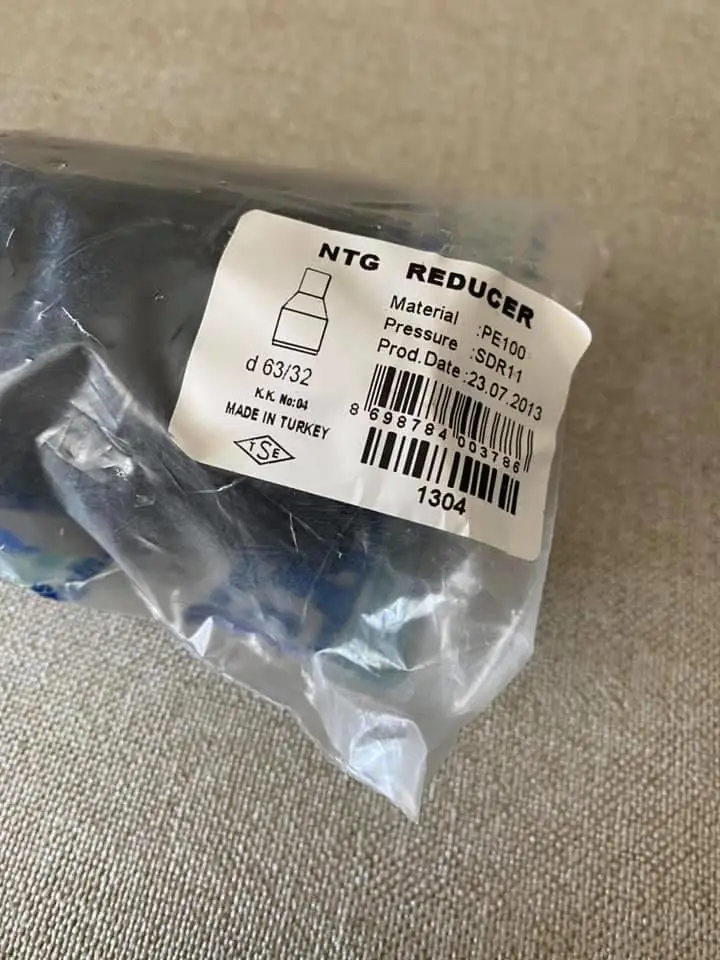 NTG REDUCER
Material :PE100
Pressure :SDR11
Prod.Date :23.07.2013
d 63/32
K.K. No:04
MADE IN TURKEY
TSE
8 698784 003786
1304